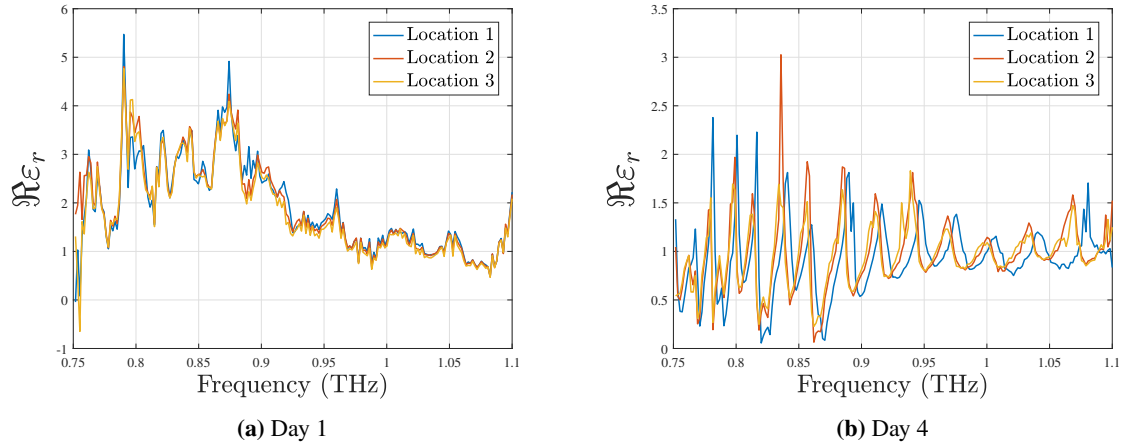 6
5
4
3
2
1
0
-1
ℜε_r
0.75 0.8 0.85 0.9 0.95 1 1.05 1.1
Frequency (THz)
Location 1
Location 2
Location 3
(a) Day 1
3.5
3
2.5
2
1.5
1
0.5
0
ℜε_r
0.75 0.8 0.85 0.9 0.95 1 1.05 1.1
Frequency (THz)
Location 1
Location 2
Location 3
(b) Day 4